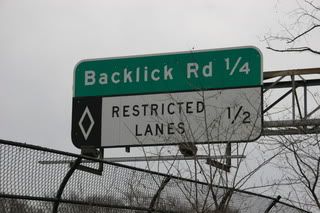 Backlick Rd 1/4
RESTRICTED
LANES 1/2